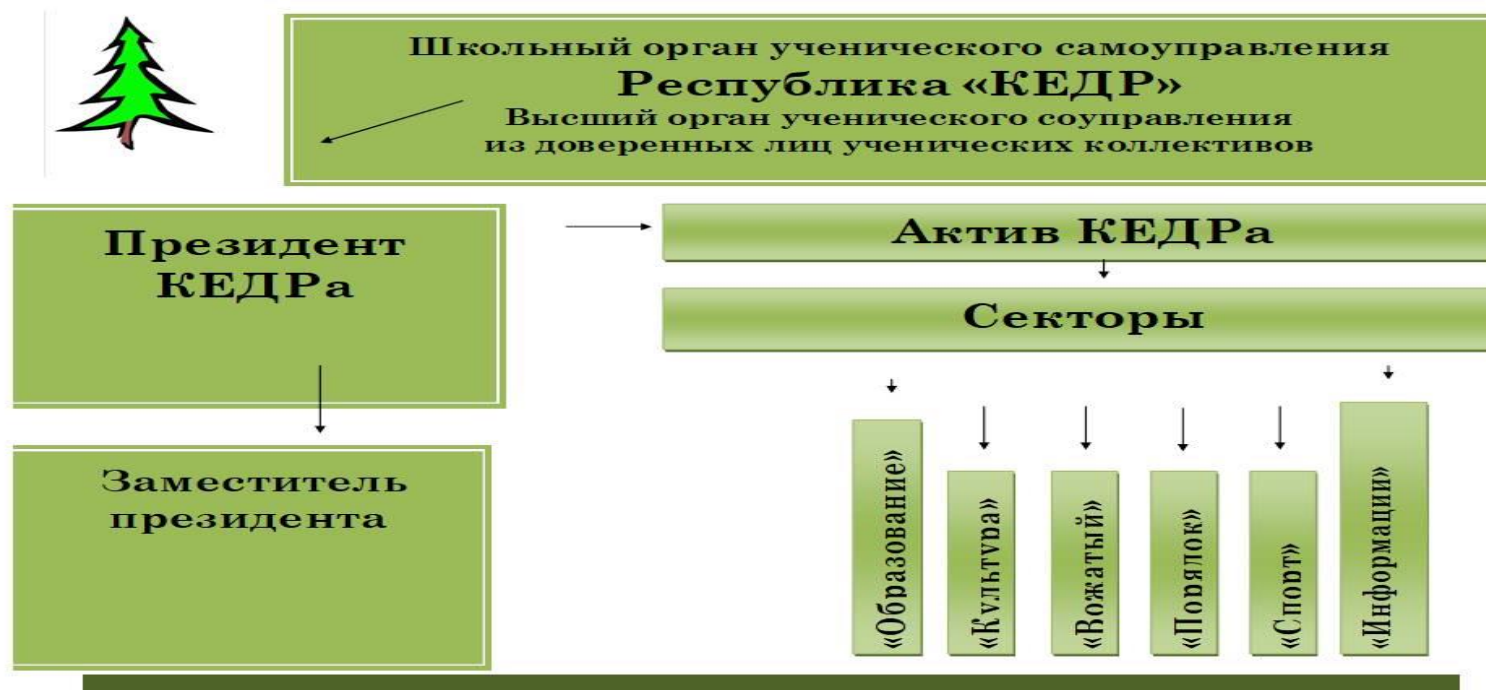 Школьный орган ученического самоуправления
Республика «КЕДР»
Высший орган ученического соуправления
из доверенных лиц ученических коллективов
Президент
КЕДРа
Актив КЕДРа
Секторы
Заместитель
президента
«Образование»
«Культура»
«Вожатый»
«Порядок»
«Спорт»
«Информации»